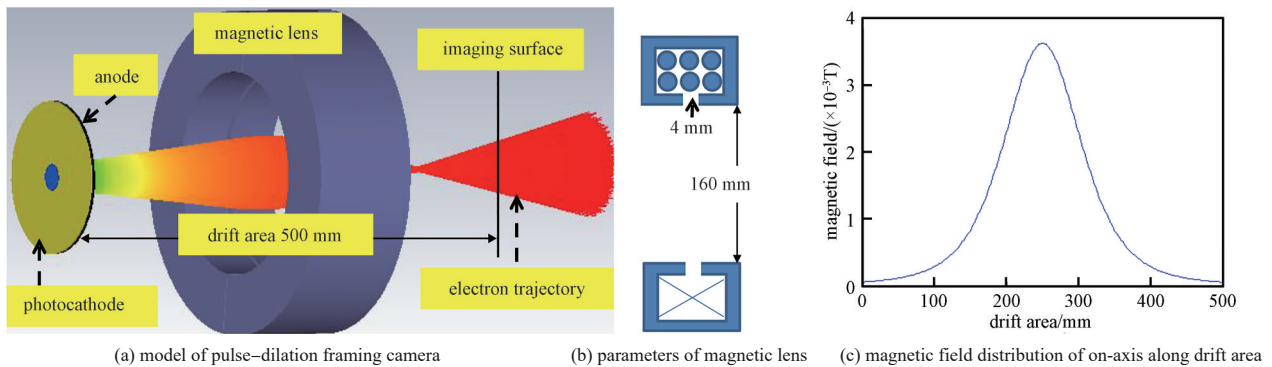 magnetic lens
imaging surface
anode
drift area 500 mm
photocathode
electron trajectory
(a) model of pulse−dilation framing camera
4 mm
160 mm
(b) parameters of magnetic lens
magnetic field/(×10⁻³T)
4
3
2
1
0
0 100 200 300 400 500
drift area/mm
(c) magnetic field distribution of on-axis along drift area